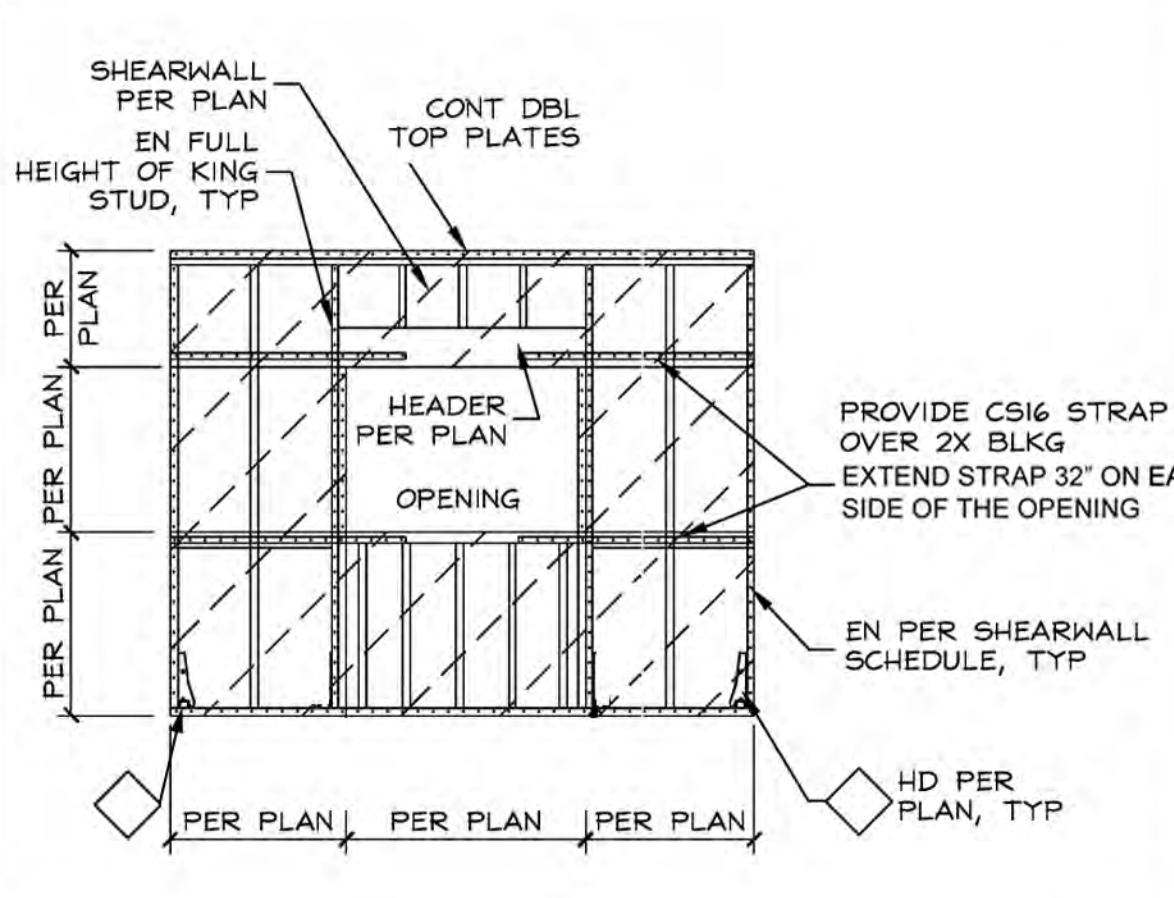 SHEARWALL
PER PLAN
CONT DBL
TOP PLATES
EN FULL
HEIGHT OF KING
STUD, TYP
PER
PLAN
PER PLAN
PER PLAN
HEADER
PER PLAN
OPENING
PROVIDE CS16 STRAP
OVER 2X BLKG
EXTEND STRAP 32" ON EA
SIDE OF THE OPENING
EN PER SHEARWALL
SCHEDULE, TYP
HD PER
PLAN, TYP
PER PLAN
PER PLAN
PER PLAN